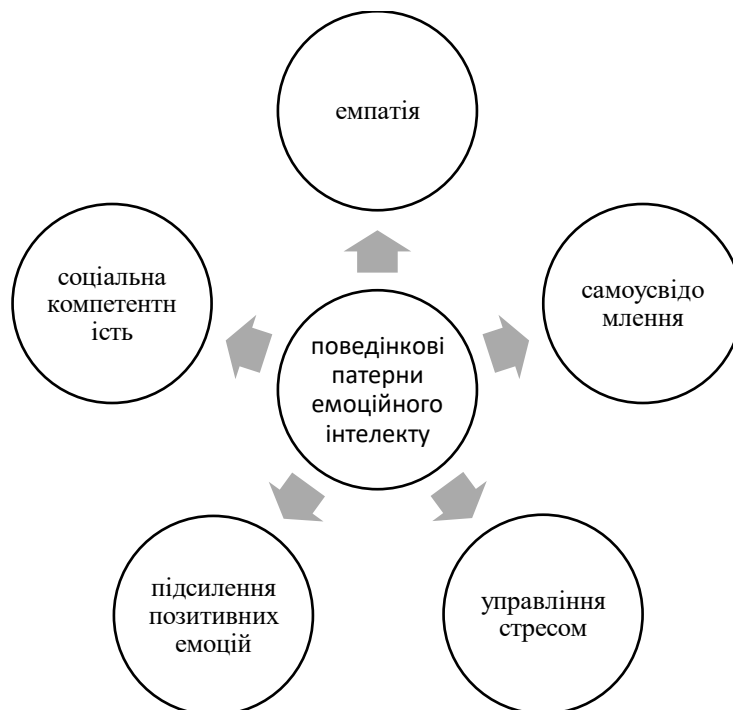 емпатія
соціальна
компетентн
ість
самоусвідо
млення
поведінкові
патерни
емоційного
інтелекту
підсилення
позитивних
емоцій
управління
стресом